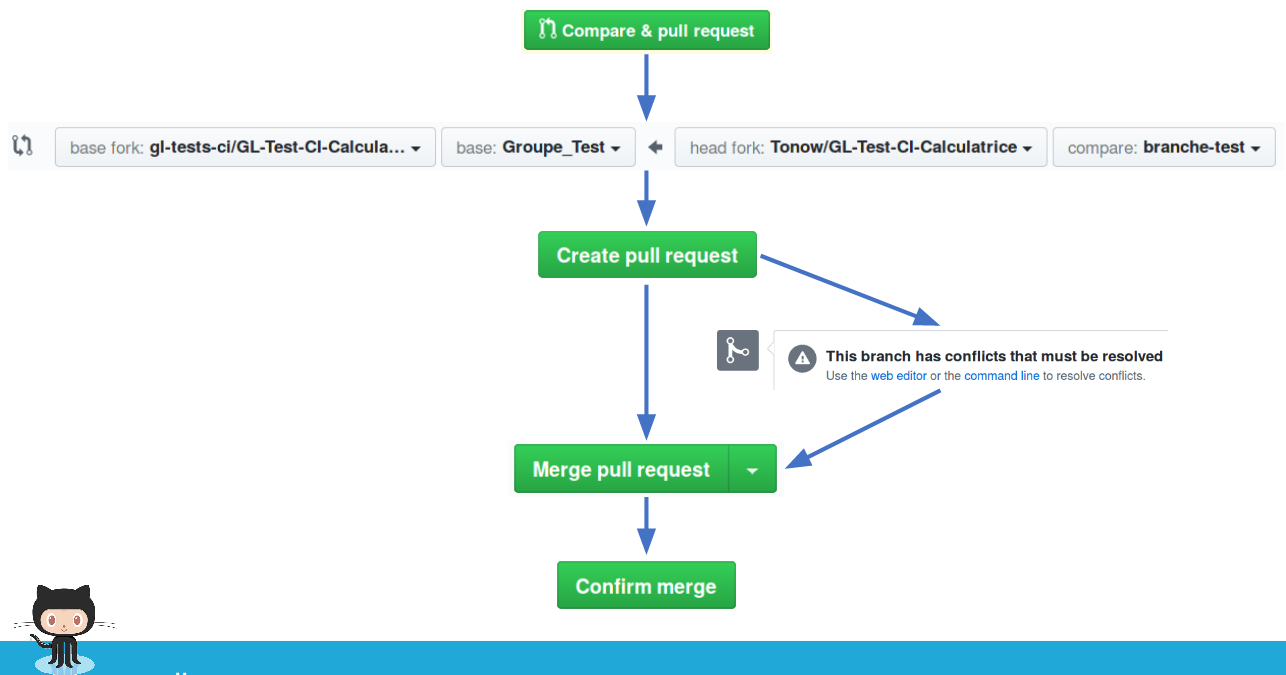 Compare & pull request
base fork: gl-tests-ci/GL-Test-CI-Calcula... base: Groupe_Test head fork: Tonow/GL-Test-CI-Calculatrice compare: branche-test
Create pull request
This branch has conflicts that must be resolved
Use the web editor or the command line to resolve conflicts.
Merge pull request
Confirm merge